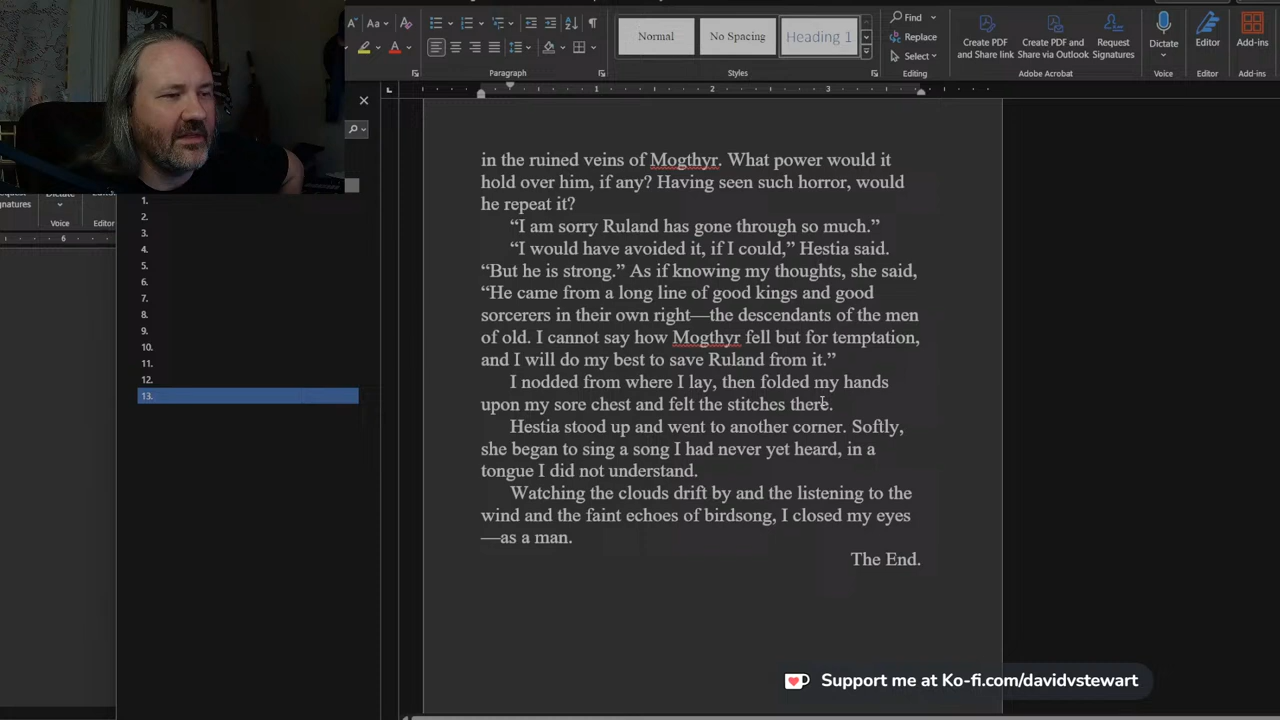 Aa
Normal
No Spacing
Heading 1
Find
Replace
Select
Create PDF and Share link
Create PDF and Share via Outlook
Request Signatures
Dictate
Editor
Add-ins
Paragraph
Styles
Editing
Adobe Acrobat
Voice
Editor
Add-ins
L
1
2
3
Dictate
gnatures
Voice
Editor
6
1.
2.
3.
4.
5.
6.
7.
8.
9.
10.
11.
12.
13.
in the ruined veins of Mogthyr. What power would it
hold over him, if any? Having seen such horror, would
he repeat it?
“I am sorry Ruland has gone through so much.”
“I would have avoided it, if I could,” Hestia said.
“But he is strong.” As if knowing my thoughts, she said,
“He came from a long line of good kings and good
sorcerers in their own right—the descendants of the men
of old. I cannot say how Mogthyr fell but for temptation,
and I will do my best to save Ruland from it.”
I nodded from where I lay, then folded my hands
upon my sore chest and felt the stitches there.
Hestia stood up and went to another corner. Softly,
she began to sing a song I had never yet heard, in a
tongue I did not understand.
Watching the clouds drift by and the listening to the
wind and the faint echoes of birdsong, I closed my eyes
—as a man.
The End.
Support me at Ko-fi.com/davidvstewart